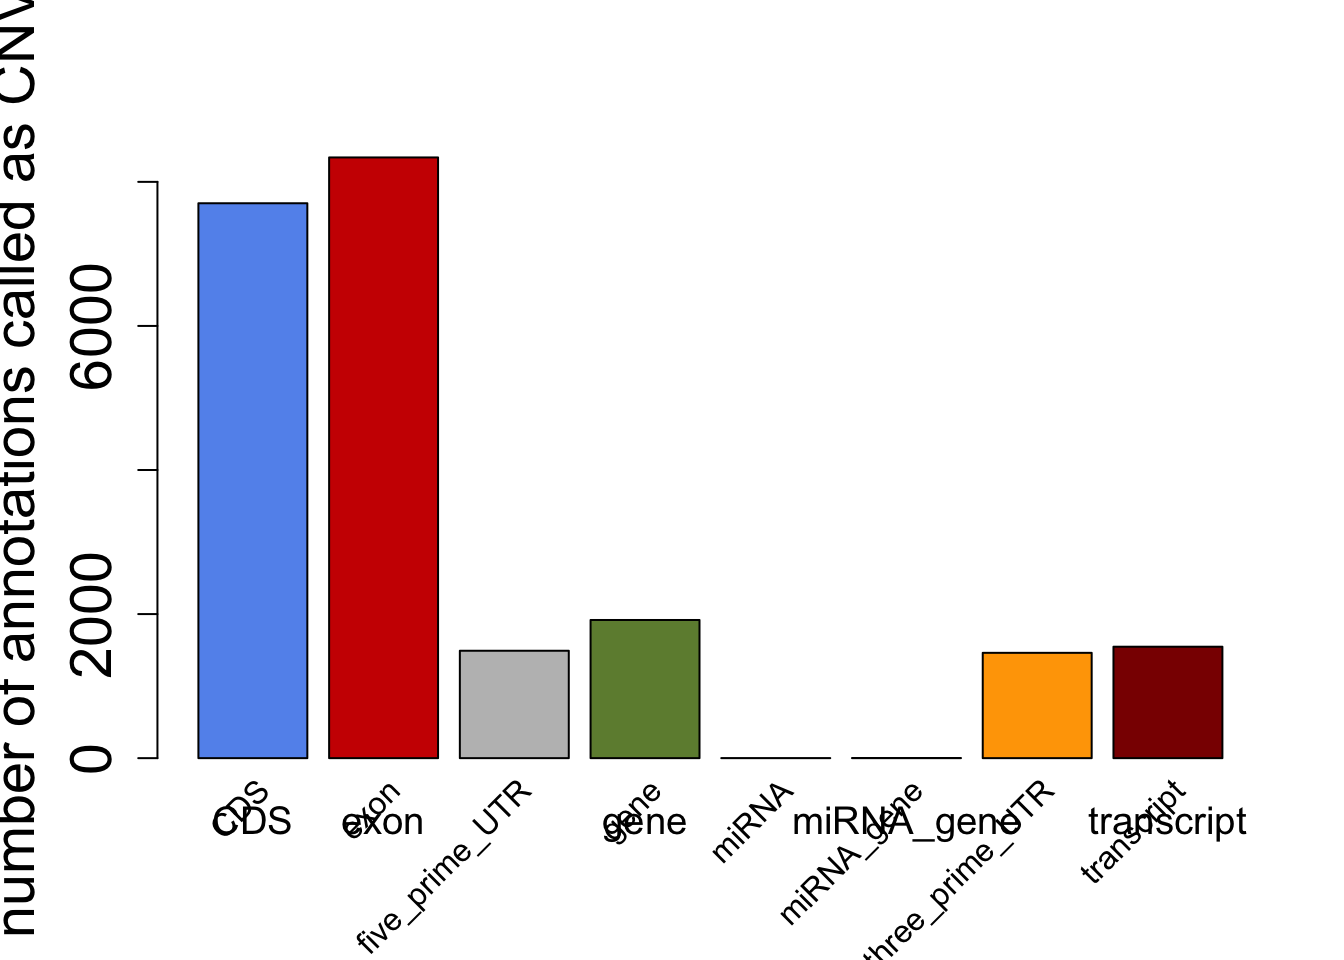 number of annotations called as CNV
6000
2000
0
CDS
exon
five_prime_UTR
gene
miRNA
miRNA_gene
three_prime_UTR
transcript
CDS
exon
gene
miRNA_gene
transcript